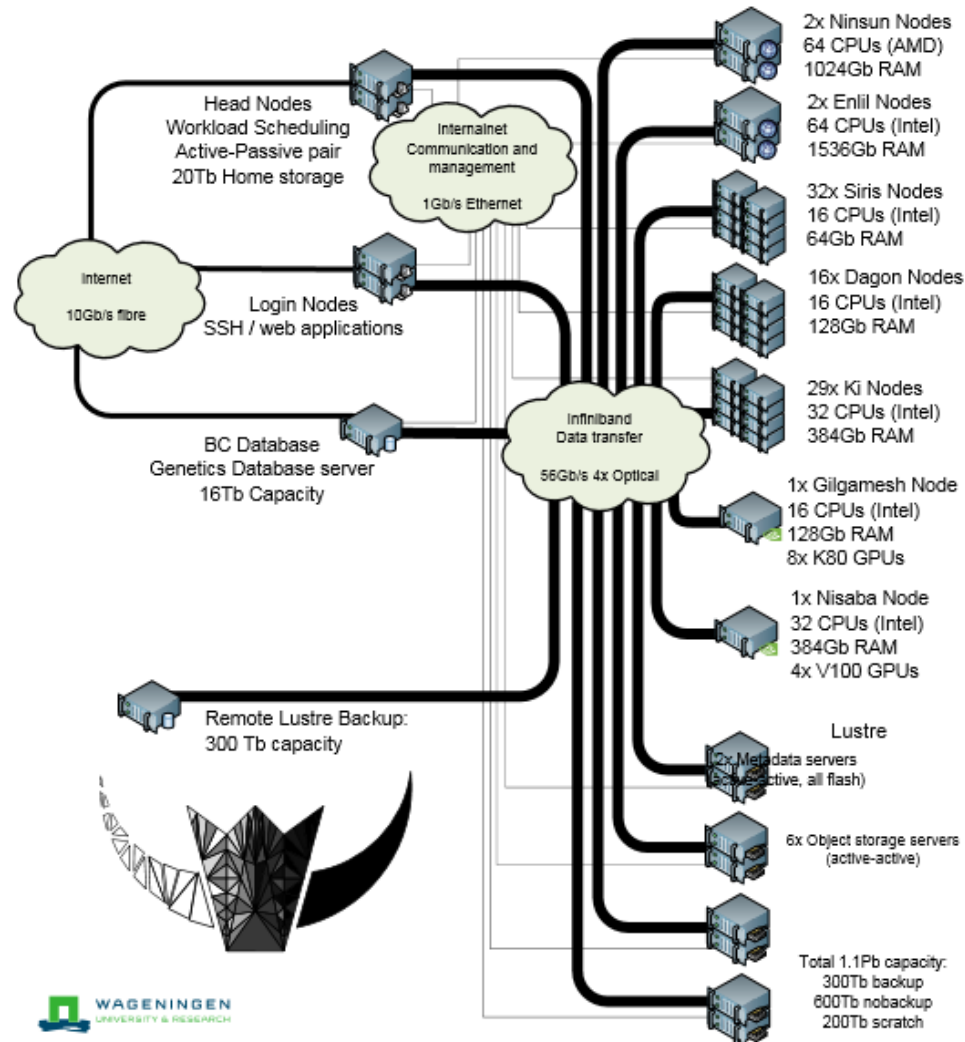 Head Nodes
Workload Scheduling
Active-Passive pair
20Tb Home storage
Internalnet
Communication and
management
1Gb/s Ethernet
Internet
10Gb/s fibre
Login Nodes
SSH / web applications
BC Database
Genetics Database server
16Tb Capacity
Infiniband
Data transfer
56Gb/s 4x Optical
Remote Lustre Backup:
300 Tb capacity
2x Ninsun Nodes
64 CPUs (AMD)
1024Gb RAM
2x Enlil Nodes
64 CPUs (Intel)
1536Gb RAM
32x Siris Nodes
16 CPUs (Intel)
64Gb RAM
16x Dagon Nodes
16 CPUs (Intel)
128Gb RAM
29x Ki Nodes
32 CPUs (Intel)
384Gb RAM
1x Gilgamesh Node
16 CPUs (Intel)
128Gb RAM
8x K80 GPUs
1x Nisaba Node
32 CPUs (Intel)
384Gb RAM
4x V100 GPUs
Lustre
2x Metadata servers
(active-active, all flash)
6x Object storage servers
(active-active)
Total 1.1Pb capacity:
300Tb backup
600Tb nobackup
200Tb scratch
WAGENINGEN
UNIVERSITY & RESEARCH